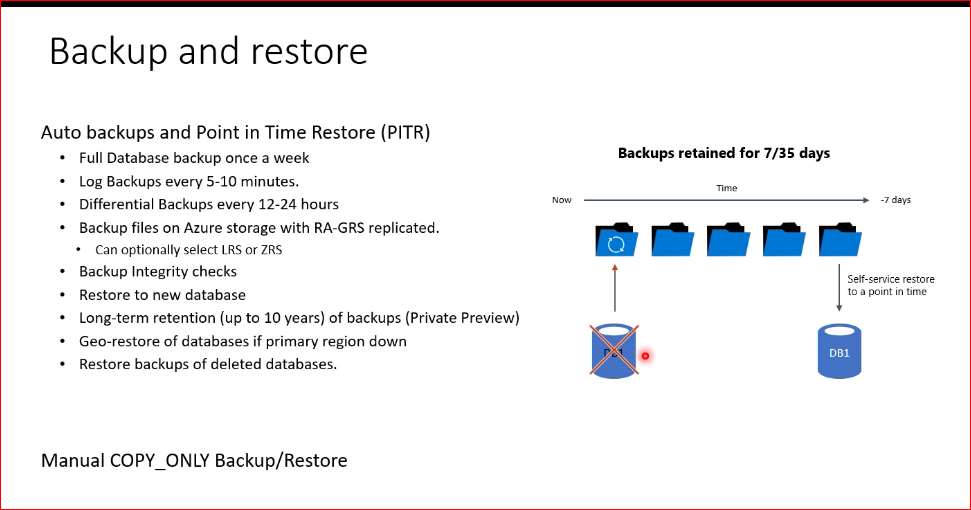 Backup and restore
Auto backups and Point in Time Restore (PITR)
• Full Database backup once a week
• Log Backups every 5-10 minutes.
• Differential Backups every 12-24 hours
• Backup files on Azure storage with RA-GRS replicated.
• Can optionally select LRS or ZRS
• Backup Integrity checks
• Restore to new database
• Long-term retention (up to 10 years) of backups (Private Preview)
• Geo-restore of databases if primary region down
• Restore backups of deleted databases.
Manual COPY_ONLY Backup/Restore
Backups retained for 7/35 days
Time
Now
-7 days
Self-service restore
to a point in time
DB1
DB1